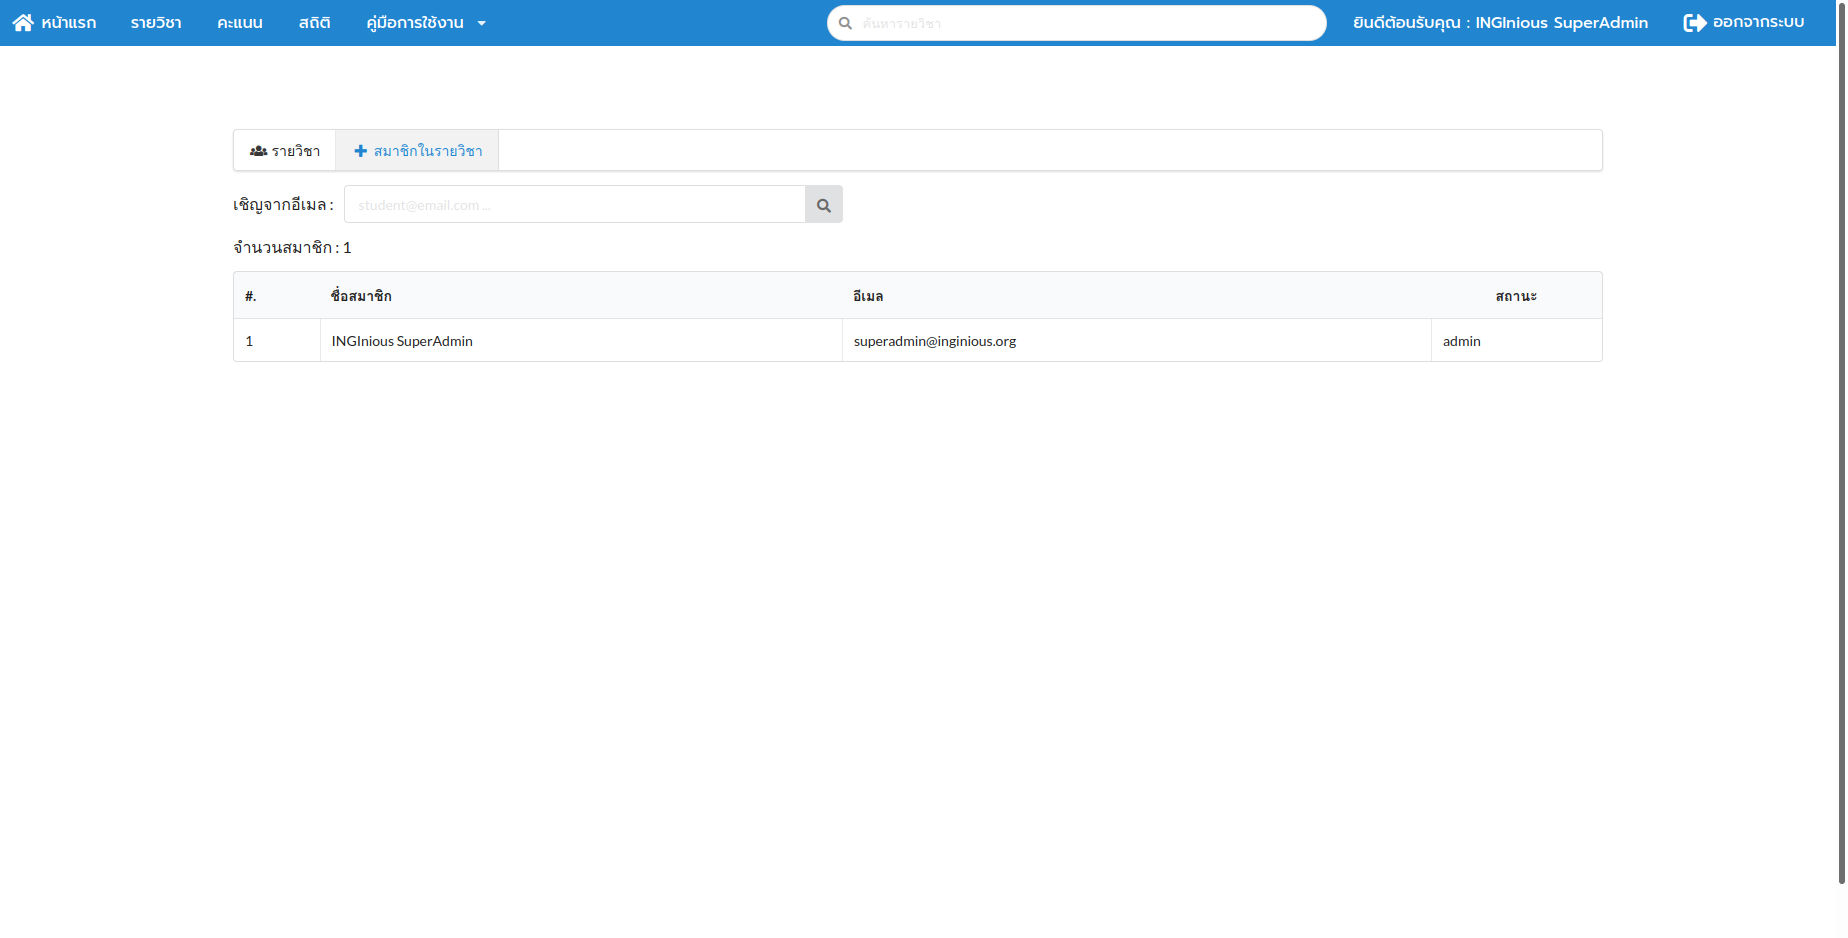 หน้าแรก รายวิชา คะแนน สถิติ คู่มือการใช้งาน ค้นหารายวิชา ยินดีต้อนรับคุณ : INGInious SuperAdmin ออกจากระบบ
รายวิชา สมาชิกในรายวิชา
เชิญจากอีเมล : student@email.com ...
จำนวนสมาชิก : 1
#. ชื่อสมาชิก อีเมล สถานะ
1 INGInious SuperAdmin superadmin@inginious.org admin